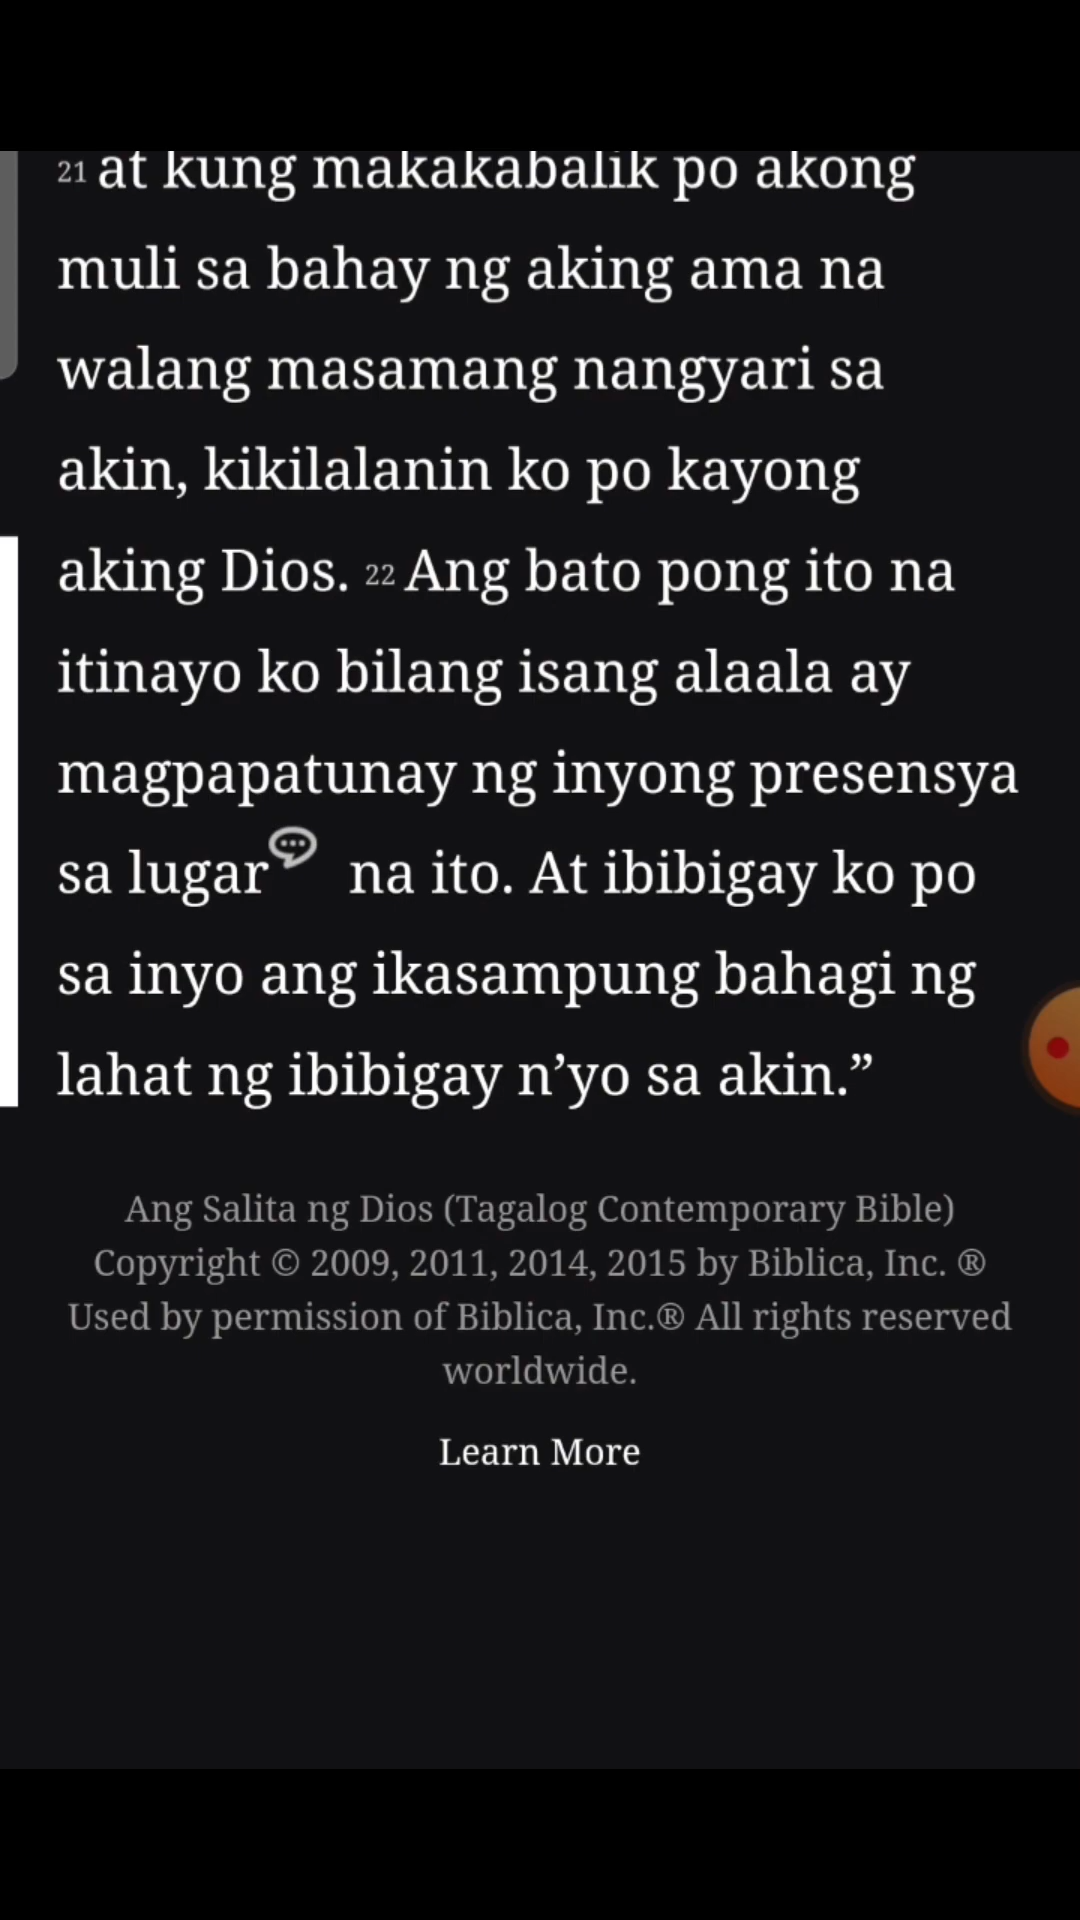 21 at kung makakabalik po akong
muli sa bahay ng aking ama na
walang masamang nangyari sa
akin, kikilalanin ko po kayong
aking Dios. 22 Ang bato pong ito na
itinayo ko bilang isang alaala ay
magpapatunay ng inyong presensya
sa lugar na ito. At ibibigay ko po
sa inyo ang ikasampung bahagi ng
lahat ng ibibigay n’yo sa akin.”
Ang Salita ng Dios (Tagalog Contemporary Bible)
Copyright © 2009, 2011, 2014, 2015 by Biblica, Inc. ®
Used by permission of Biblica, Inc.® All rights reserved
worldwide.
Learn More